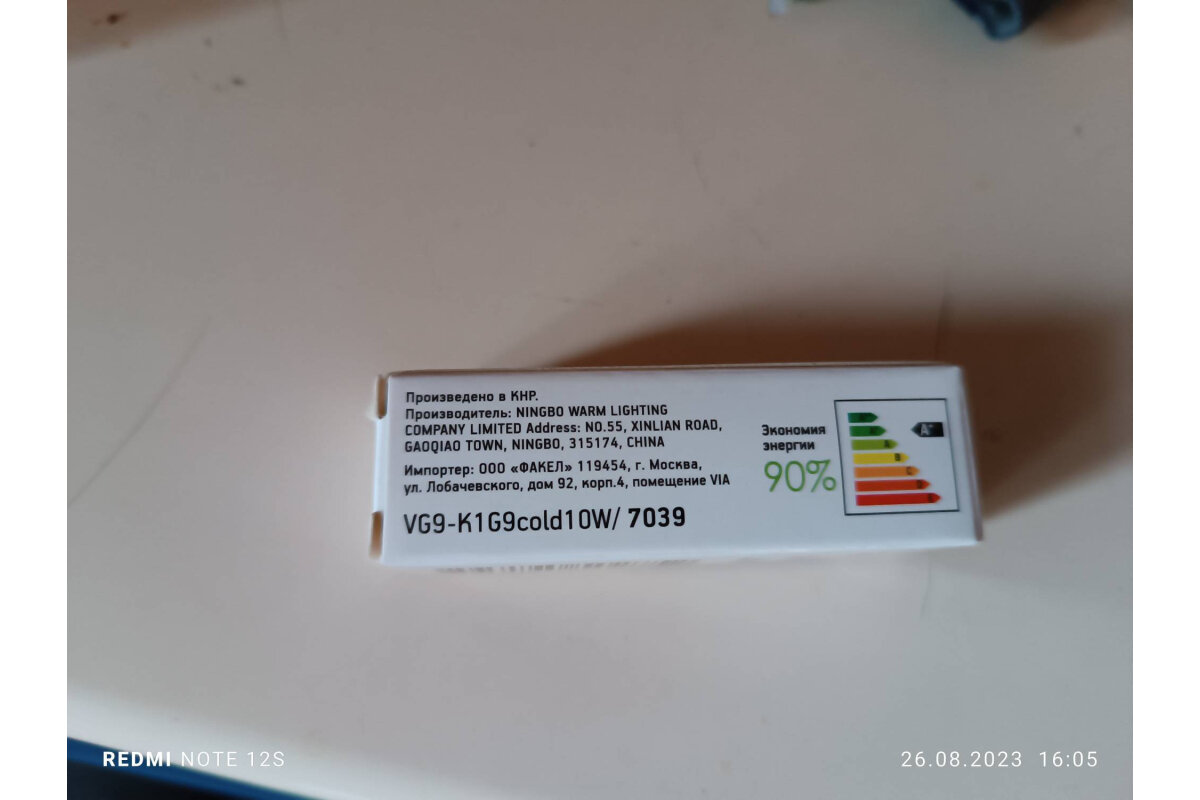 Произведено в КНР.
Производитель: NINGBO WARM LIGHTING
COMPANY LIMITED Address: NO.55, XINLIAN ROAD,
GAOQIAO TOWN, NINGBO, 315174, CHINA
Импортер: ООО «ФАКЕЛ» 119454, г. Москва,
ул. Лобачевского, дом 92, корп.4, помещение VIA
VG9-K1G9cold10W/ 7039
Экономия
энергии
90%
A⁺
A
B
C
REDMI NOTE 12S
26.08.2023 16:05